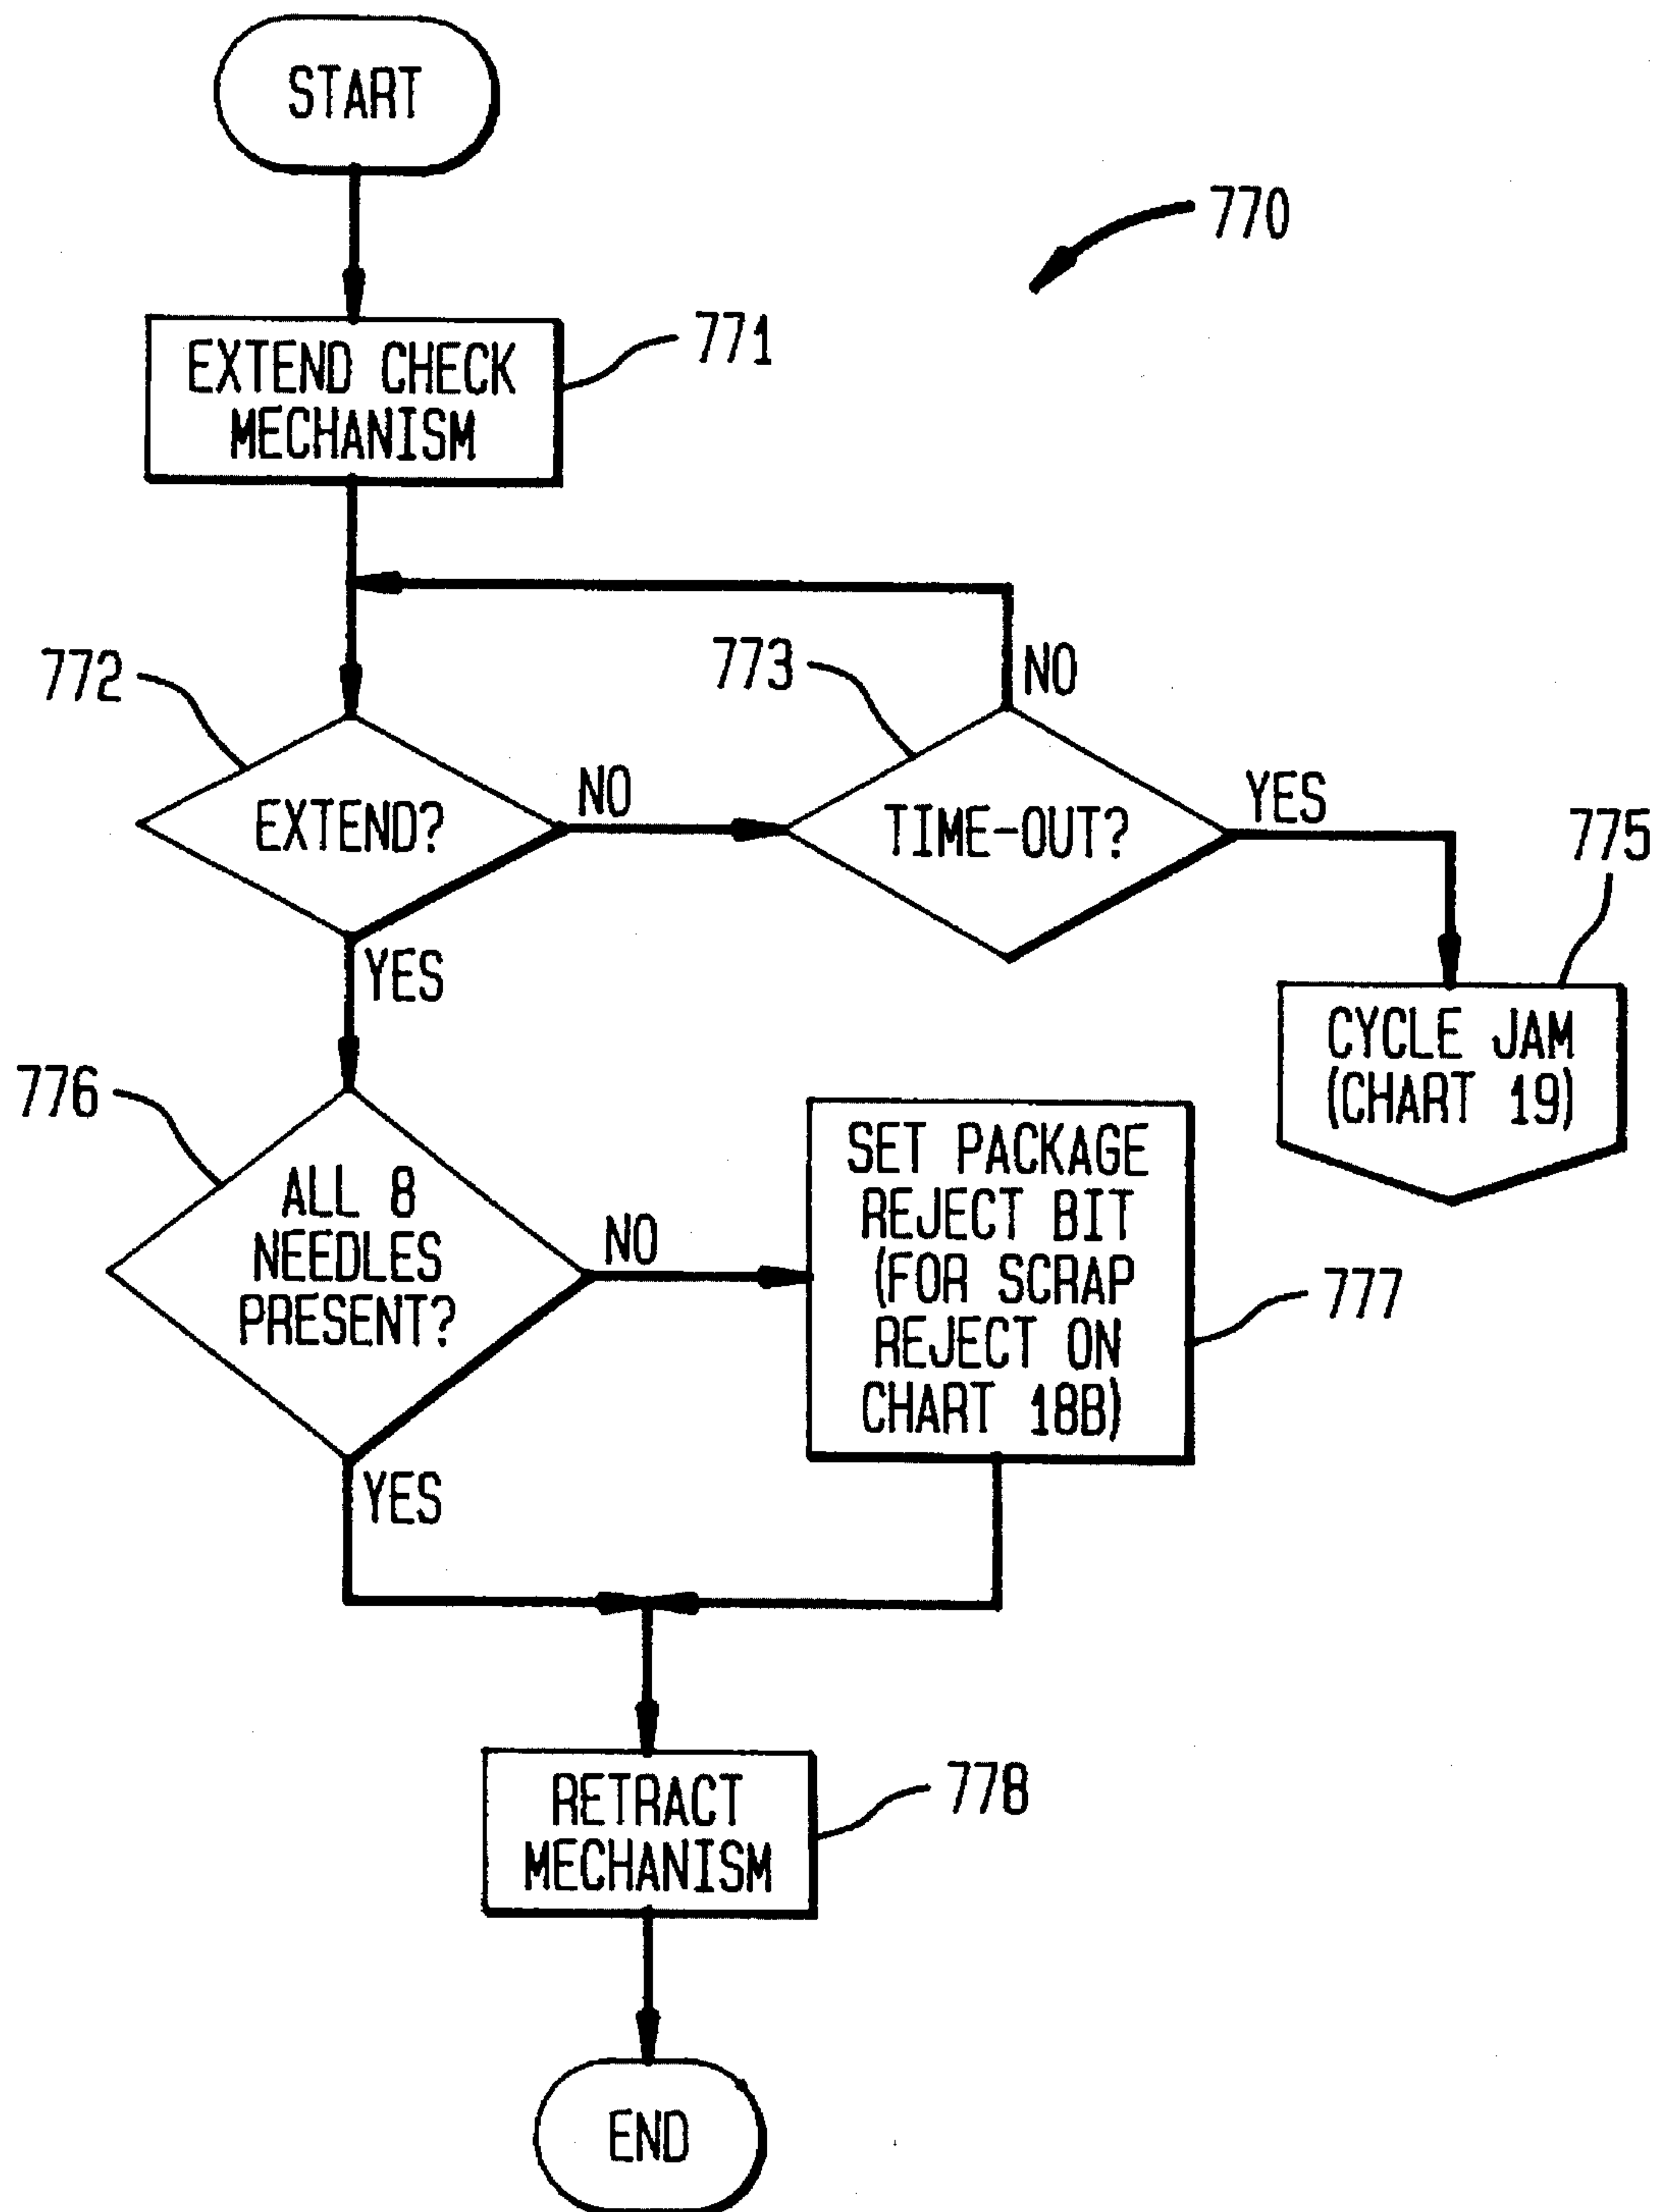 START
770
EXTEND CHECK
MECHANISM
771
772
EXTEND?
NO
YES
773
TIME-OUT?
NO
YES
775
CYCLE JAM
(CHART 19)
776
ALL 8
NEEDLES
PRESENT?
NO
YES
SET PACKAGE
REJECT BIT
(FOR SCRAP
REJECT ON
CHART 18B)
777
RETRACT
MECHANISM
778
END